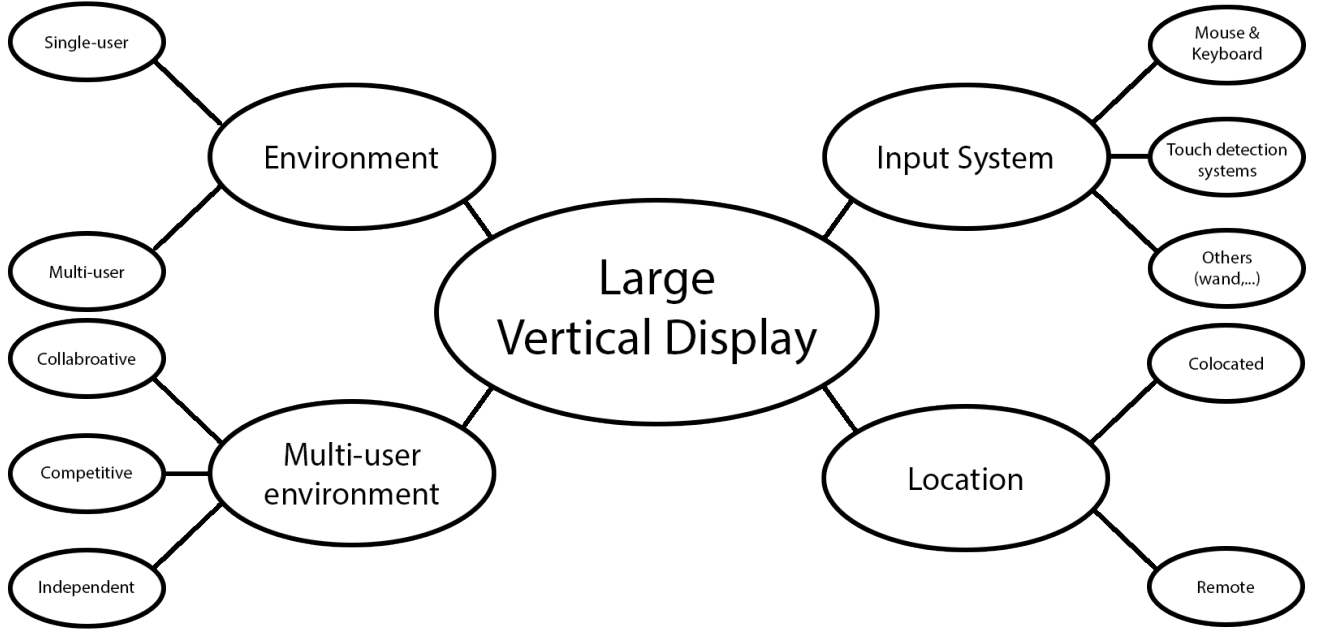 Single-user
Environment
Multi-user
Collabroative
Competitive
Independent
Multi-user
environment
Large
Vertical Display
Input System
Mouse &
Keyboard
Touch detection
systems
Others
(wand,...)
Location
Colocated
Remote